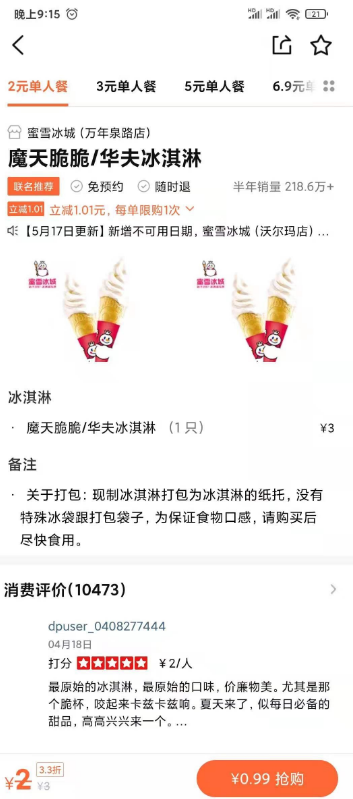 晚上9:15
HD HD 21
2元单人餐 3元单人餐 5元单人餐 6.9元单
蜜雪冰城（万年泉路店）
魔天脆脆/华夫冰淇淋
联名推荐 免预约 随时退 半年销量 218.6万+
立减1.01 立减1.01元，每单限购1次
【5月17日更新】新增不可用日期，蜜雪冰城（沃尔玛店）...
蜜雪冰城 蜜雪冰城
冰淇淋
· 魔天脆脆/华夫冰淇淋 （1 只） ¥3
备注
· 关于打包: 现制冰淇淋打包为冰淇淋的纸托，没有
特殊冰袋跟打包袋子，为保证食物口感，请购买后
尽快食用。
消费评价(10473)
dpuser_0408277444
04月18日
打分 ¥2/人
最原始的冰淇淋，最原始的口味，价廉物美。尤其是那
个脆杯，咬起来卡兹卡兹响。夏天来了，似每日必备的
甜品，高高兴兴来一个。...
¥2 3.3折 ¥3
¥0.99 抢购